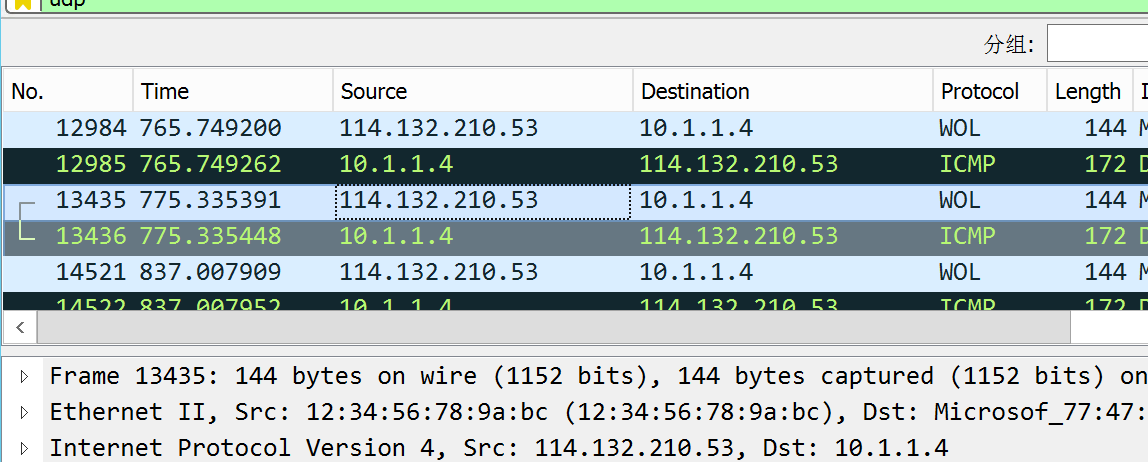 udp
分组:
No. Time Source Destination Protocol Length
12984 765.749200 114.132.210.53 10.1.1.4 WOL 144
12985 765.749262 10.1.1.4 114.132.210.53 ICMP 172
13435 775.335391 114.132.210.53 10.1.1.4 WOL 144
13436 775.335448 10.1.1.4 114.132.210.53 ICMP 172
14521 837.007909 114.132.210.53 10.1.1.4 WOL 144
14522 837.007952 10.1.1.4 114.132.210.53 ICMP 172
Frame 13435: 144 bytes on wire (1152 bits), 144 bytes captured (1152 bits) on
Ethernet II, Src: 12:34:56:78:9a:bc (12:34:56:78:9a:bc), Dst: Microsof_77:47:
Internet Protocol Version 4, Src: 114.132.210.53, Dst: 10.1.1.4